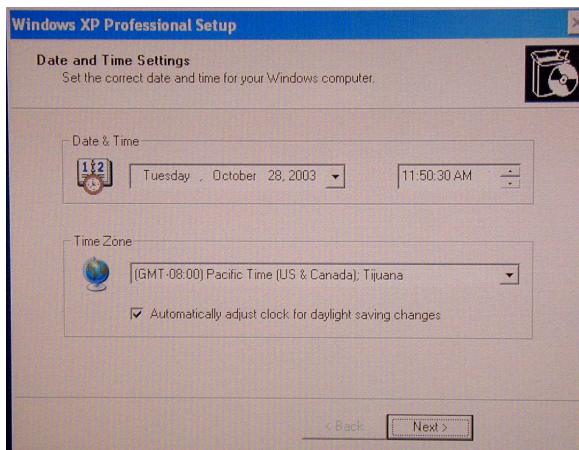 Windows XP Professional Setup
Date and Time Settings
Set the correct date and time for your Windows computer.
Date & Time
1 2
Tuesday , October 28, 2003
11:50:30 AM
Time Zone
(GMT-08:00) Pacific Time (US & Canada); Tijuana
Automatically adjust clock for daylight saving changes
< Back
Next >